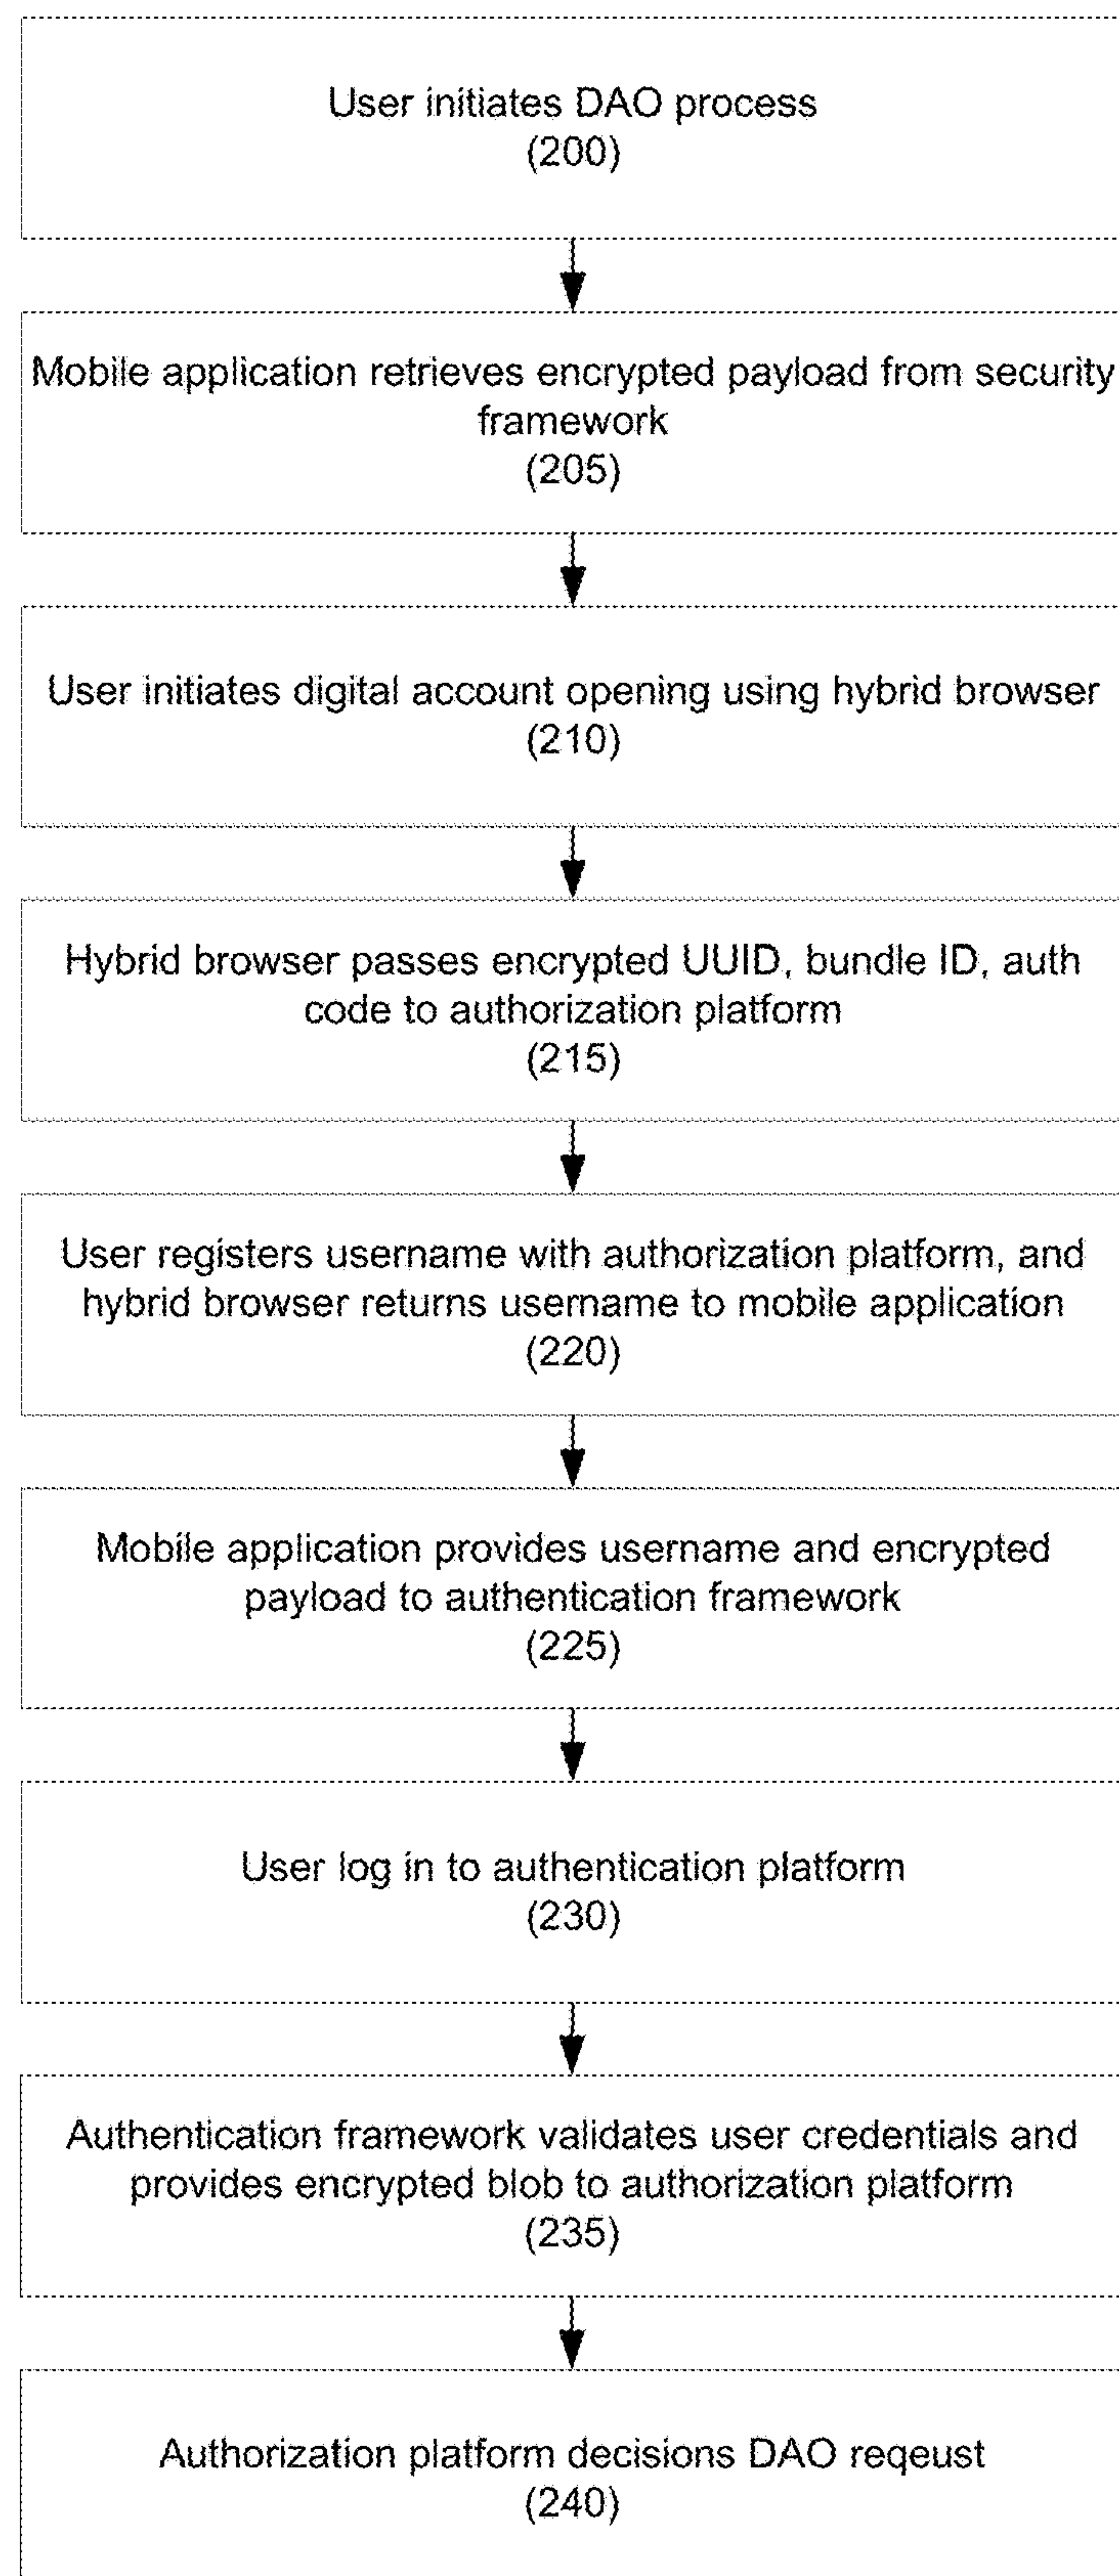 User initiates DAO process
(200)
Mobile application retrieves encrypted payload from security
framework
(205)
User initiates digital account opening using hybrid browser
(210)
Hybrid browser passes encrypted UUID, bundle ID, auth
code to authorization platform
(215)
User registers username with authorization platform, and
hybrid browser returns username to mobile application
(220)
Mobile application provides username and encrypted
payload to authentication framework
(225)
User log in to authentication platform
(230)
Authentication framework validates user credentials and
provides encrypted blob to authorization platform
(235)
Authorization platform decisions DAO reqeust
(240)